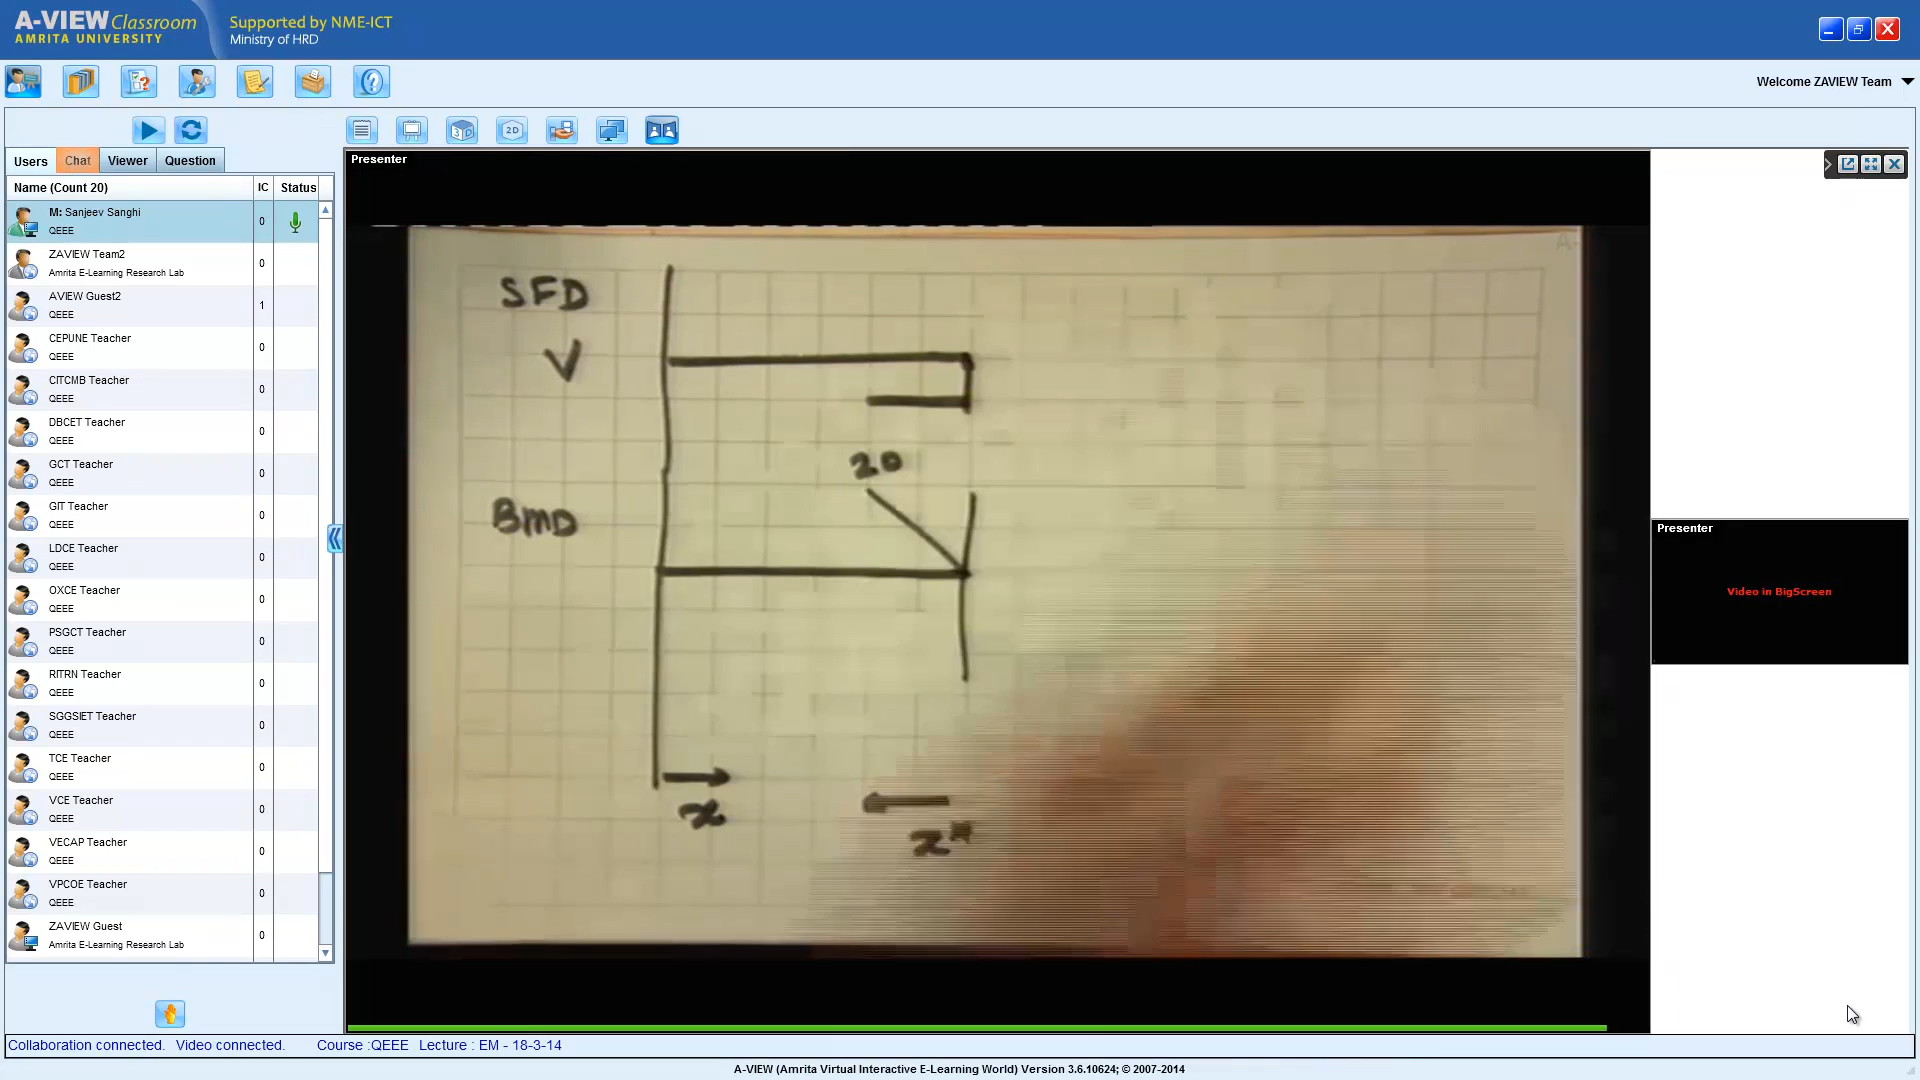 A-VIEW Classroom
AMRITA UNIVERSITY
Supported by NME-ICT
Ministry of HRD
Welcome ZAVIEW Team
3D
2D
Users Chat Viewer Question
Name (Count 20) IC Status
M: Sanjeev Sanghi
QEEE
0
ZAVIEW Team2
Amrita E-Learning Research Lab
0
AVIEW Guest2
QEEE
1
CEPUNE Teacher
QEEE
0
CITCMB Teacher
QEEE
0
DBCET Teacher
QEEE
0
GCT Teacher
QEEE
0
GIT Teacher
QEEE
0
LDCE Teacher
QEEE
0
OXCE Teacher
QEEE
0
PSGCT Teacher
QEEE
0
RITRN Teacher
QEEE
0
SGGSIET Teacher
QEEE
0
TCE Teacher
QEEE
0
VCE Teacher
QEEE
0
VECAP Teacher
QEEE
0
VPCOE Teacher
QEEE
0
ZAVIEW Guest
Amrita E-Learning Research Lab
0
Presenter
SFD
V
20
BMD
x
x*
Presenter
Video in BigScreen
Collaboration connected. Video connected. Course :QEEE Lecture : EM - 18-3-14
A-VIEW (Amrita Virtual Interactive E-Learning World) Version 3.6.10624; © 2007-2014